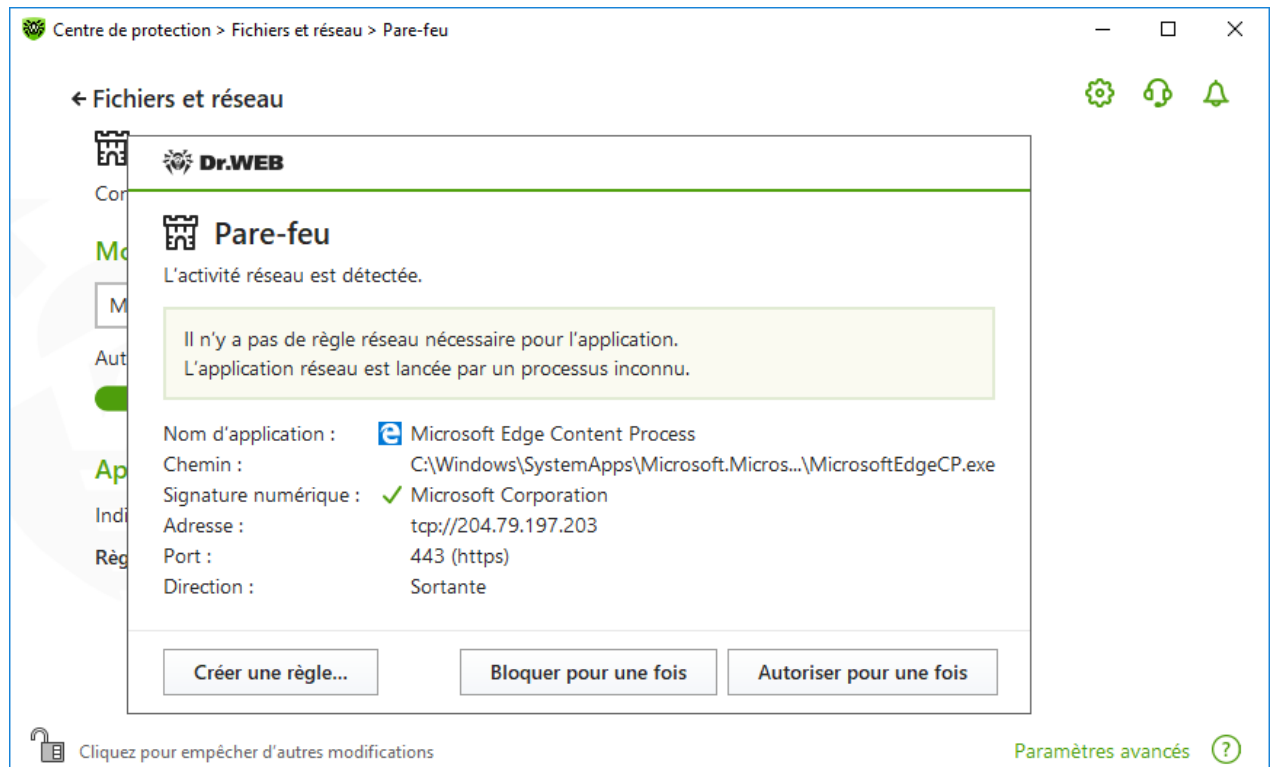 Centre de protection > Fichiers et réseau > Pare-feu
Fichiers et réseau
Dr.WEB
Pare-feu
L'activité réseau est détectée.
Il n'y a pas de règle réseau nécessaire pour l'application.
L'application réseau est lancée par un processus inconnu.
Nom d'application : Microsoft Edge Content Process
Chemin : C:\Windows\SystemApps\Microsoft.Micros...\MicrosoftEdgeCP.exe
Signature numérique : Microsoft Corporation
Adresse : tcp://204.79.197.203
Port : 443 (https)
Direction : Sortante
Créer une règle... Bloquer pour une fois Autoriser pour une fois
Cliquez pour empêcher d'autres modifications Paramètres avancés ?